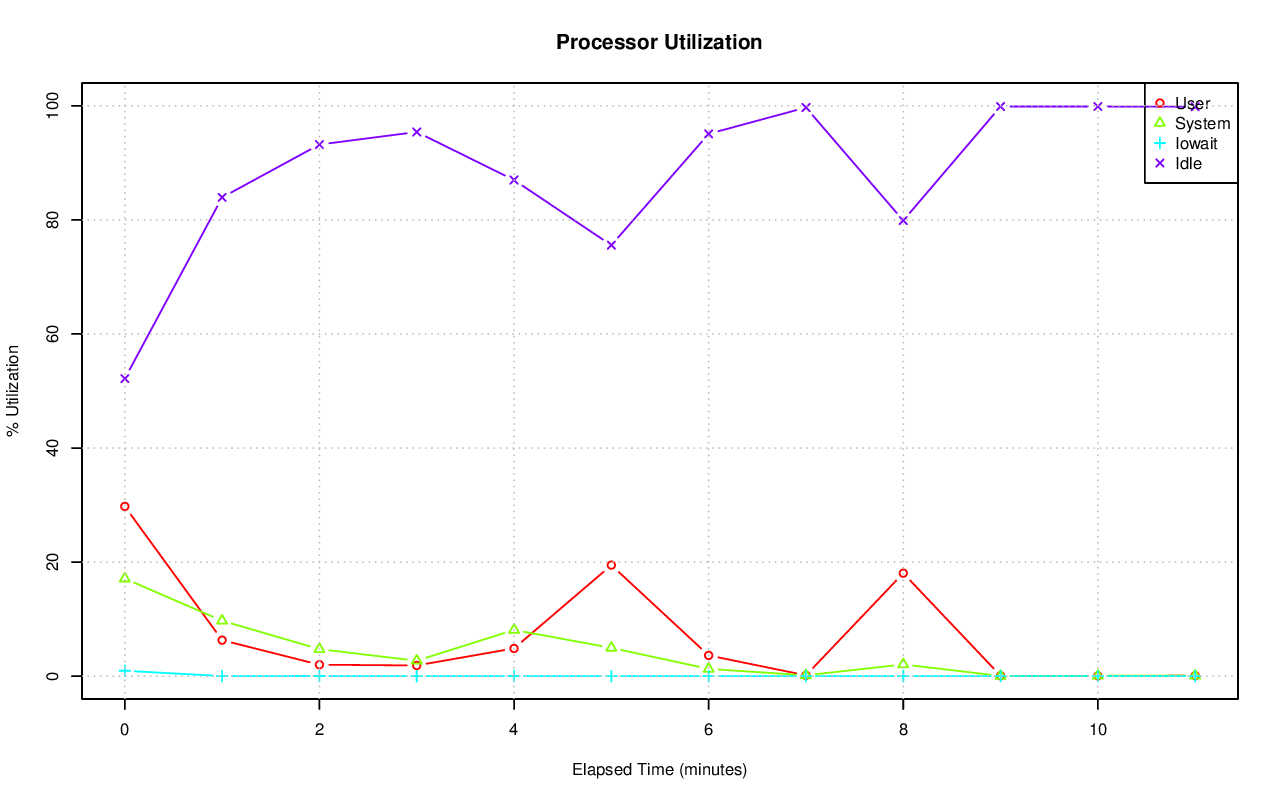 Processor Utilization
100
80
60
40
20
0
% Utilization
User
System
Iowait
Idle
0 2 4 6 8 10
Elapsed Time (minutes)